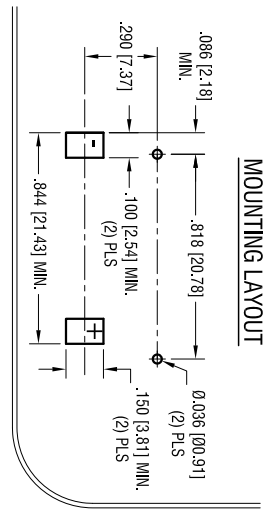 MOUNTING LAYOUT
.086 [2.18]
MIN.
.818 [20.78]
Ø.036 [Ø0.91]
(2) PLS
.290 [7.37]
.100 [2.54] MIN.
(2) PLS
.150 [3.81] MIN.
(2) PLS
-
+
.844 [21.43] MIN.